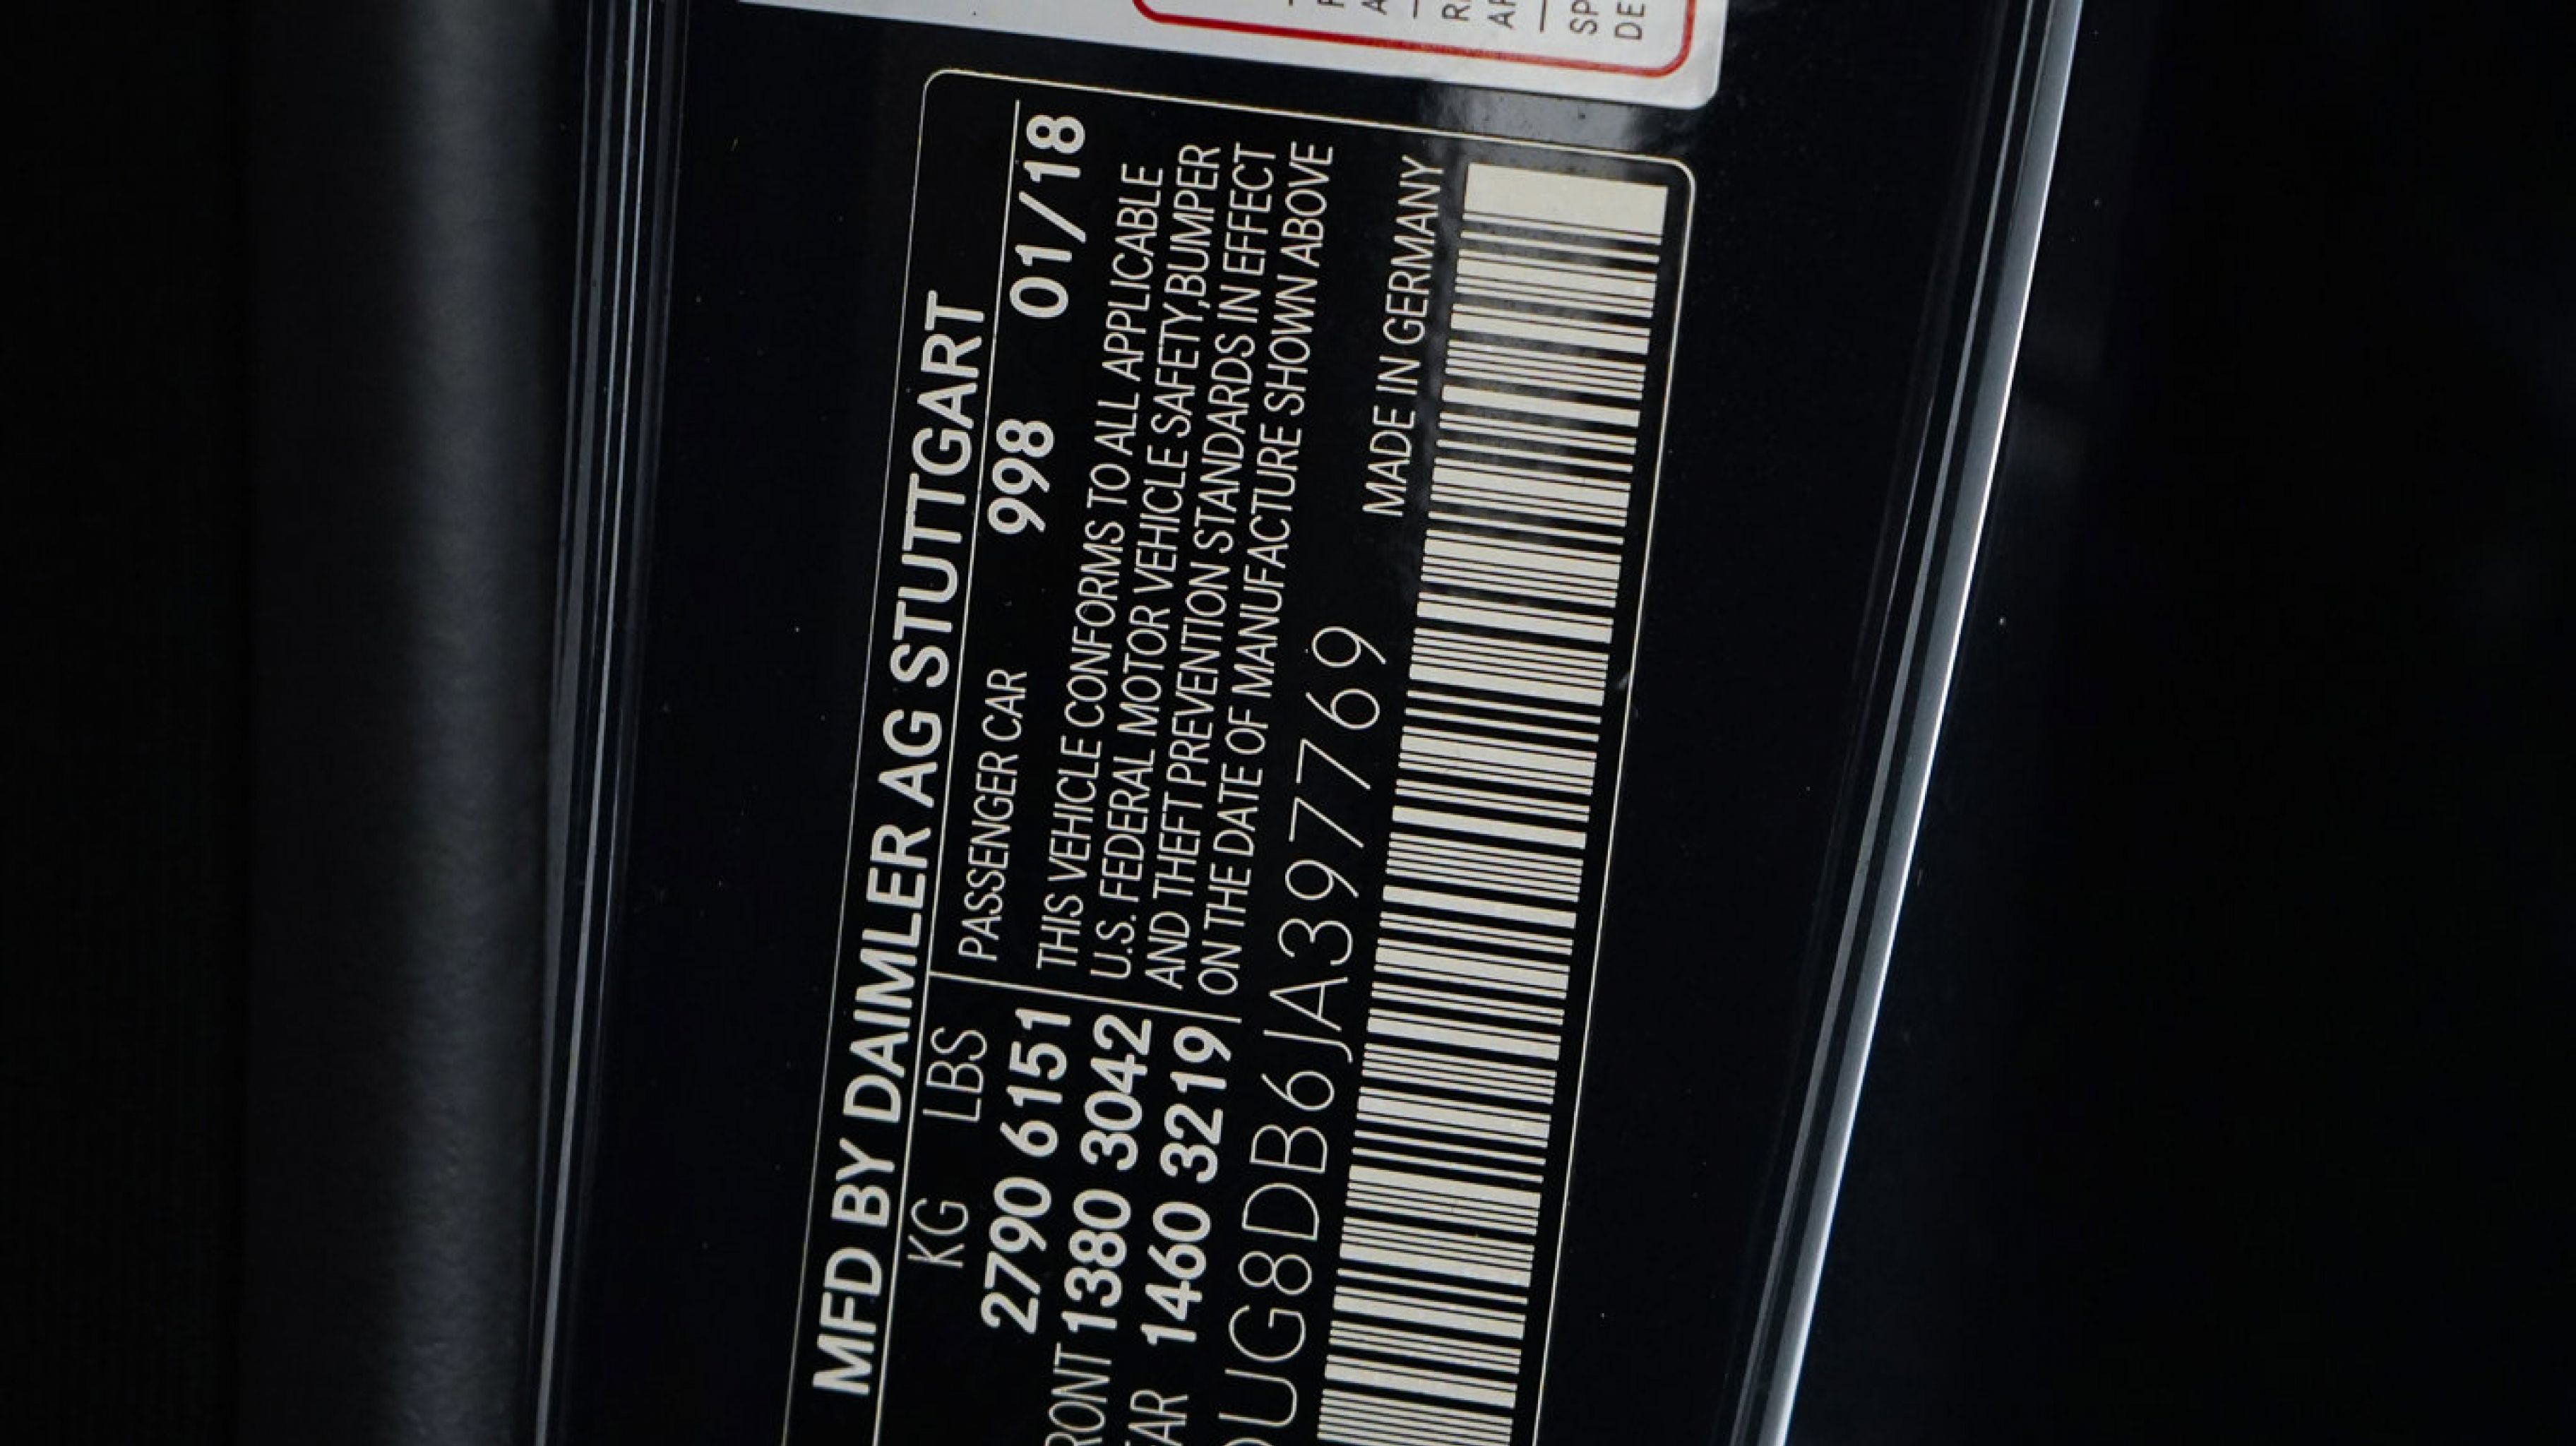 MFD BY DAIMLER AG STUTTGART
KG LBS
2790 6151
FRONT 1380 3042
REAR 1460 3219
PASSENGER CAR 998 01/18
THIS VEHICLE CONFORMS TO ALL APPLICABLE
U.S. FEDERAL MOTOR VEHICLE SAFETY,BUMPER
AND THEFT PREVENTION STANDARDS IN EFFECT
ON THE DATE OF MANUFACTURE SHOWN ABOVE
MADE IN GERMANY
UG8DB6JA397769